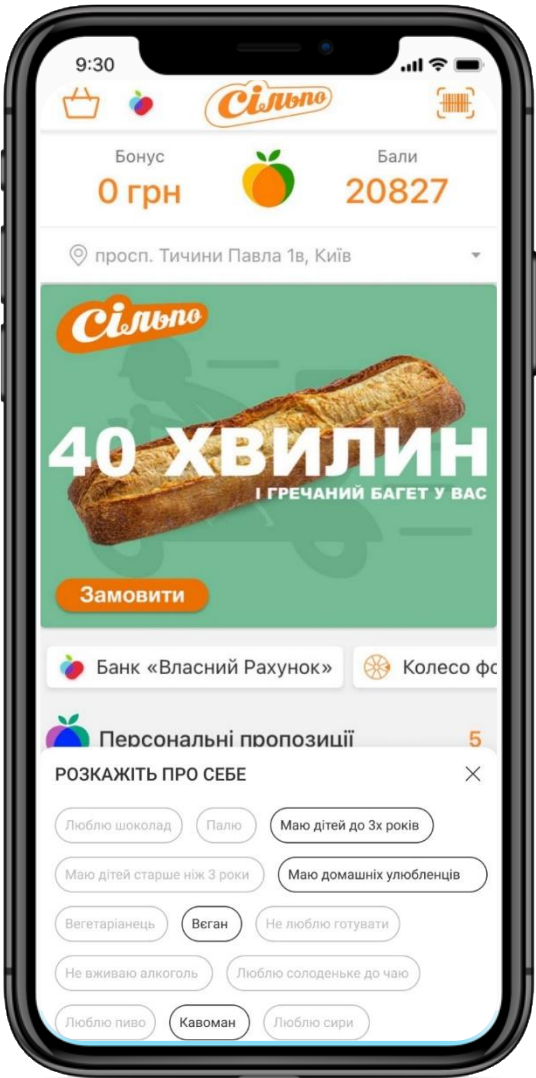 9:30
Сільпо
Бонус
0 грн
Бали
20827
просп. Тичини Павла 1в, Київ
Сільпо
40 ХВИЛИН
І ГРЕЧАНИЙ БАГЕТ У ВАС
Замовити
Банк «Власний Рахунок»
Колесо фо
Персональні пропозиції 5
РОЗКАЖІТЬ ПРО СЕБЕ
Люблю шоколад Палю Маю дітей до 3х років
Маю дітей старше ніж 3 роки Маю домашніх улюбленців
Вегетаріанець Вєган Не люблю готувати
Не вживаю алкоголь Люблю солоденьке до чаю
Люблю пиво Кавоман Люблю сири